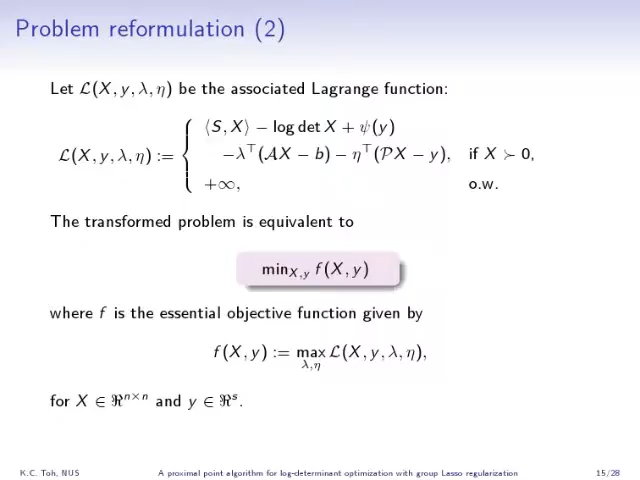 Problem reformulation (2)
Let ℒ(X, y, λ, η) be the associated Lagrange function:
ℒ(X, y, λ, η) := { ⟨S, X⟩ − log det X + ψ(y)
−λ⊤(𝒜X − b) − η⊤(𝒫X − y), if X ≻ 0,
+∞, o.w.
The transformed problem is equivalent to
min_{X,y} f(X, y)
where f is the essential objective function given by
f(X, y) := max_{λ,η} ℒ(X, y, λ, η),
for X ∈ ℜ^{n×n} and y ∈ ℜ^s.
K.C. Toh, NUS A proximal point algorithm for log-determinant optimization with group Lasso regularization 15/28